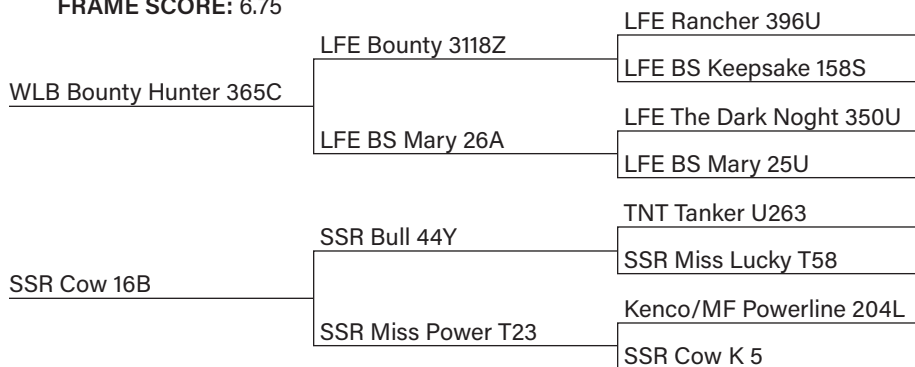 FRAME SCORE: 6.75
LFE Rancher 396U
LFE Bounty 3118Z
LFE BS Keepsake 158S
WLB Bounty Hunter 365C
LFE The Dark Noght 350U
LFE BS Mary 26A
LFE BS Mary 25U
TNT Tanker U263
SSR Bull 44Y
SSR Miss Lucky T58
SSR Cow 16B
Kenco/MF Powerline 204L
SSR Miss Power T23
SSR Cow K 5